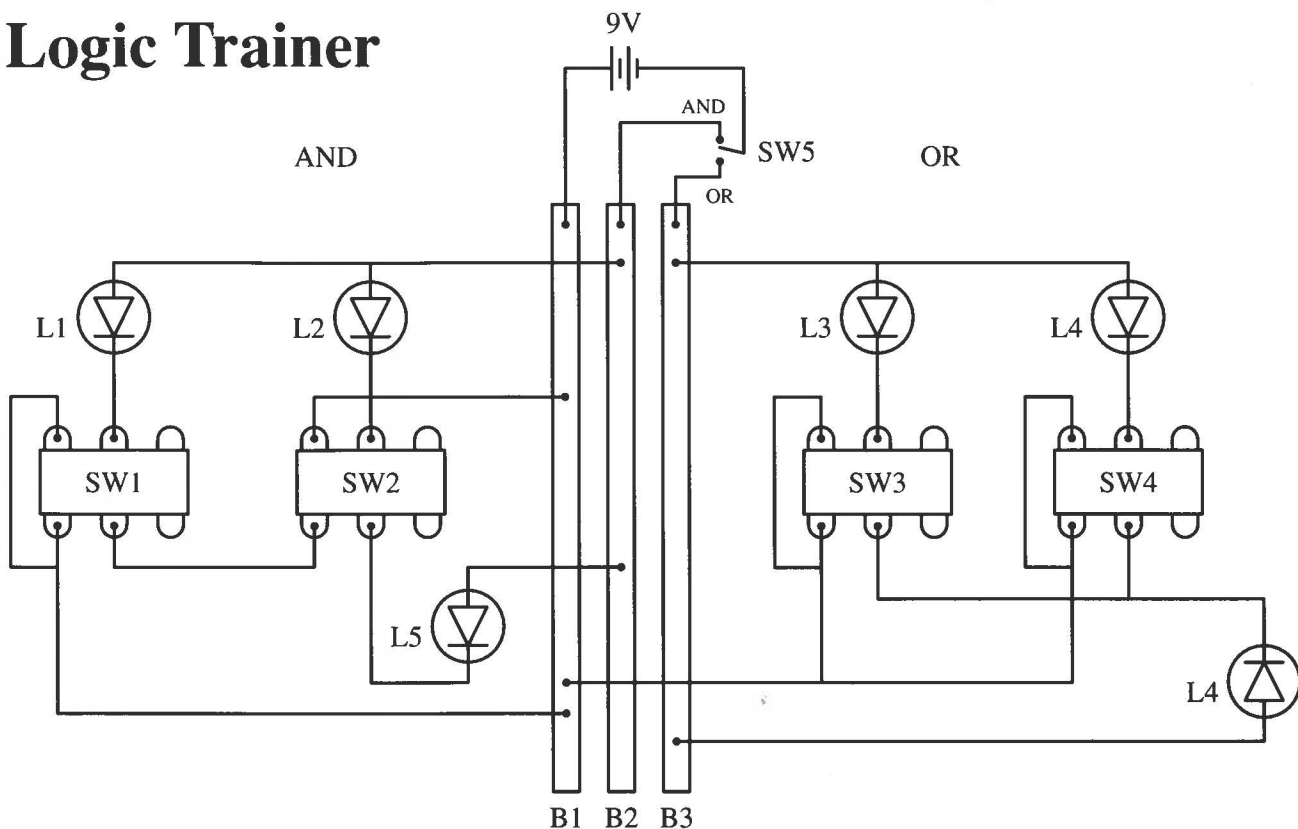 Logic Trainer
9V
AND
SW5
OR
AND
OR
L1
L2
L3
L4
SW1
SW2
SW3
SW4
L5
L4
B1 B2 B3